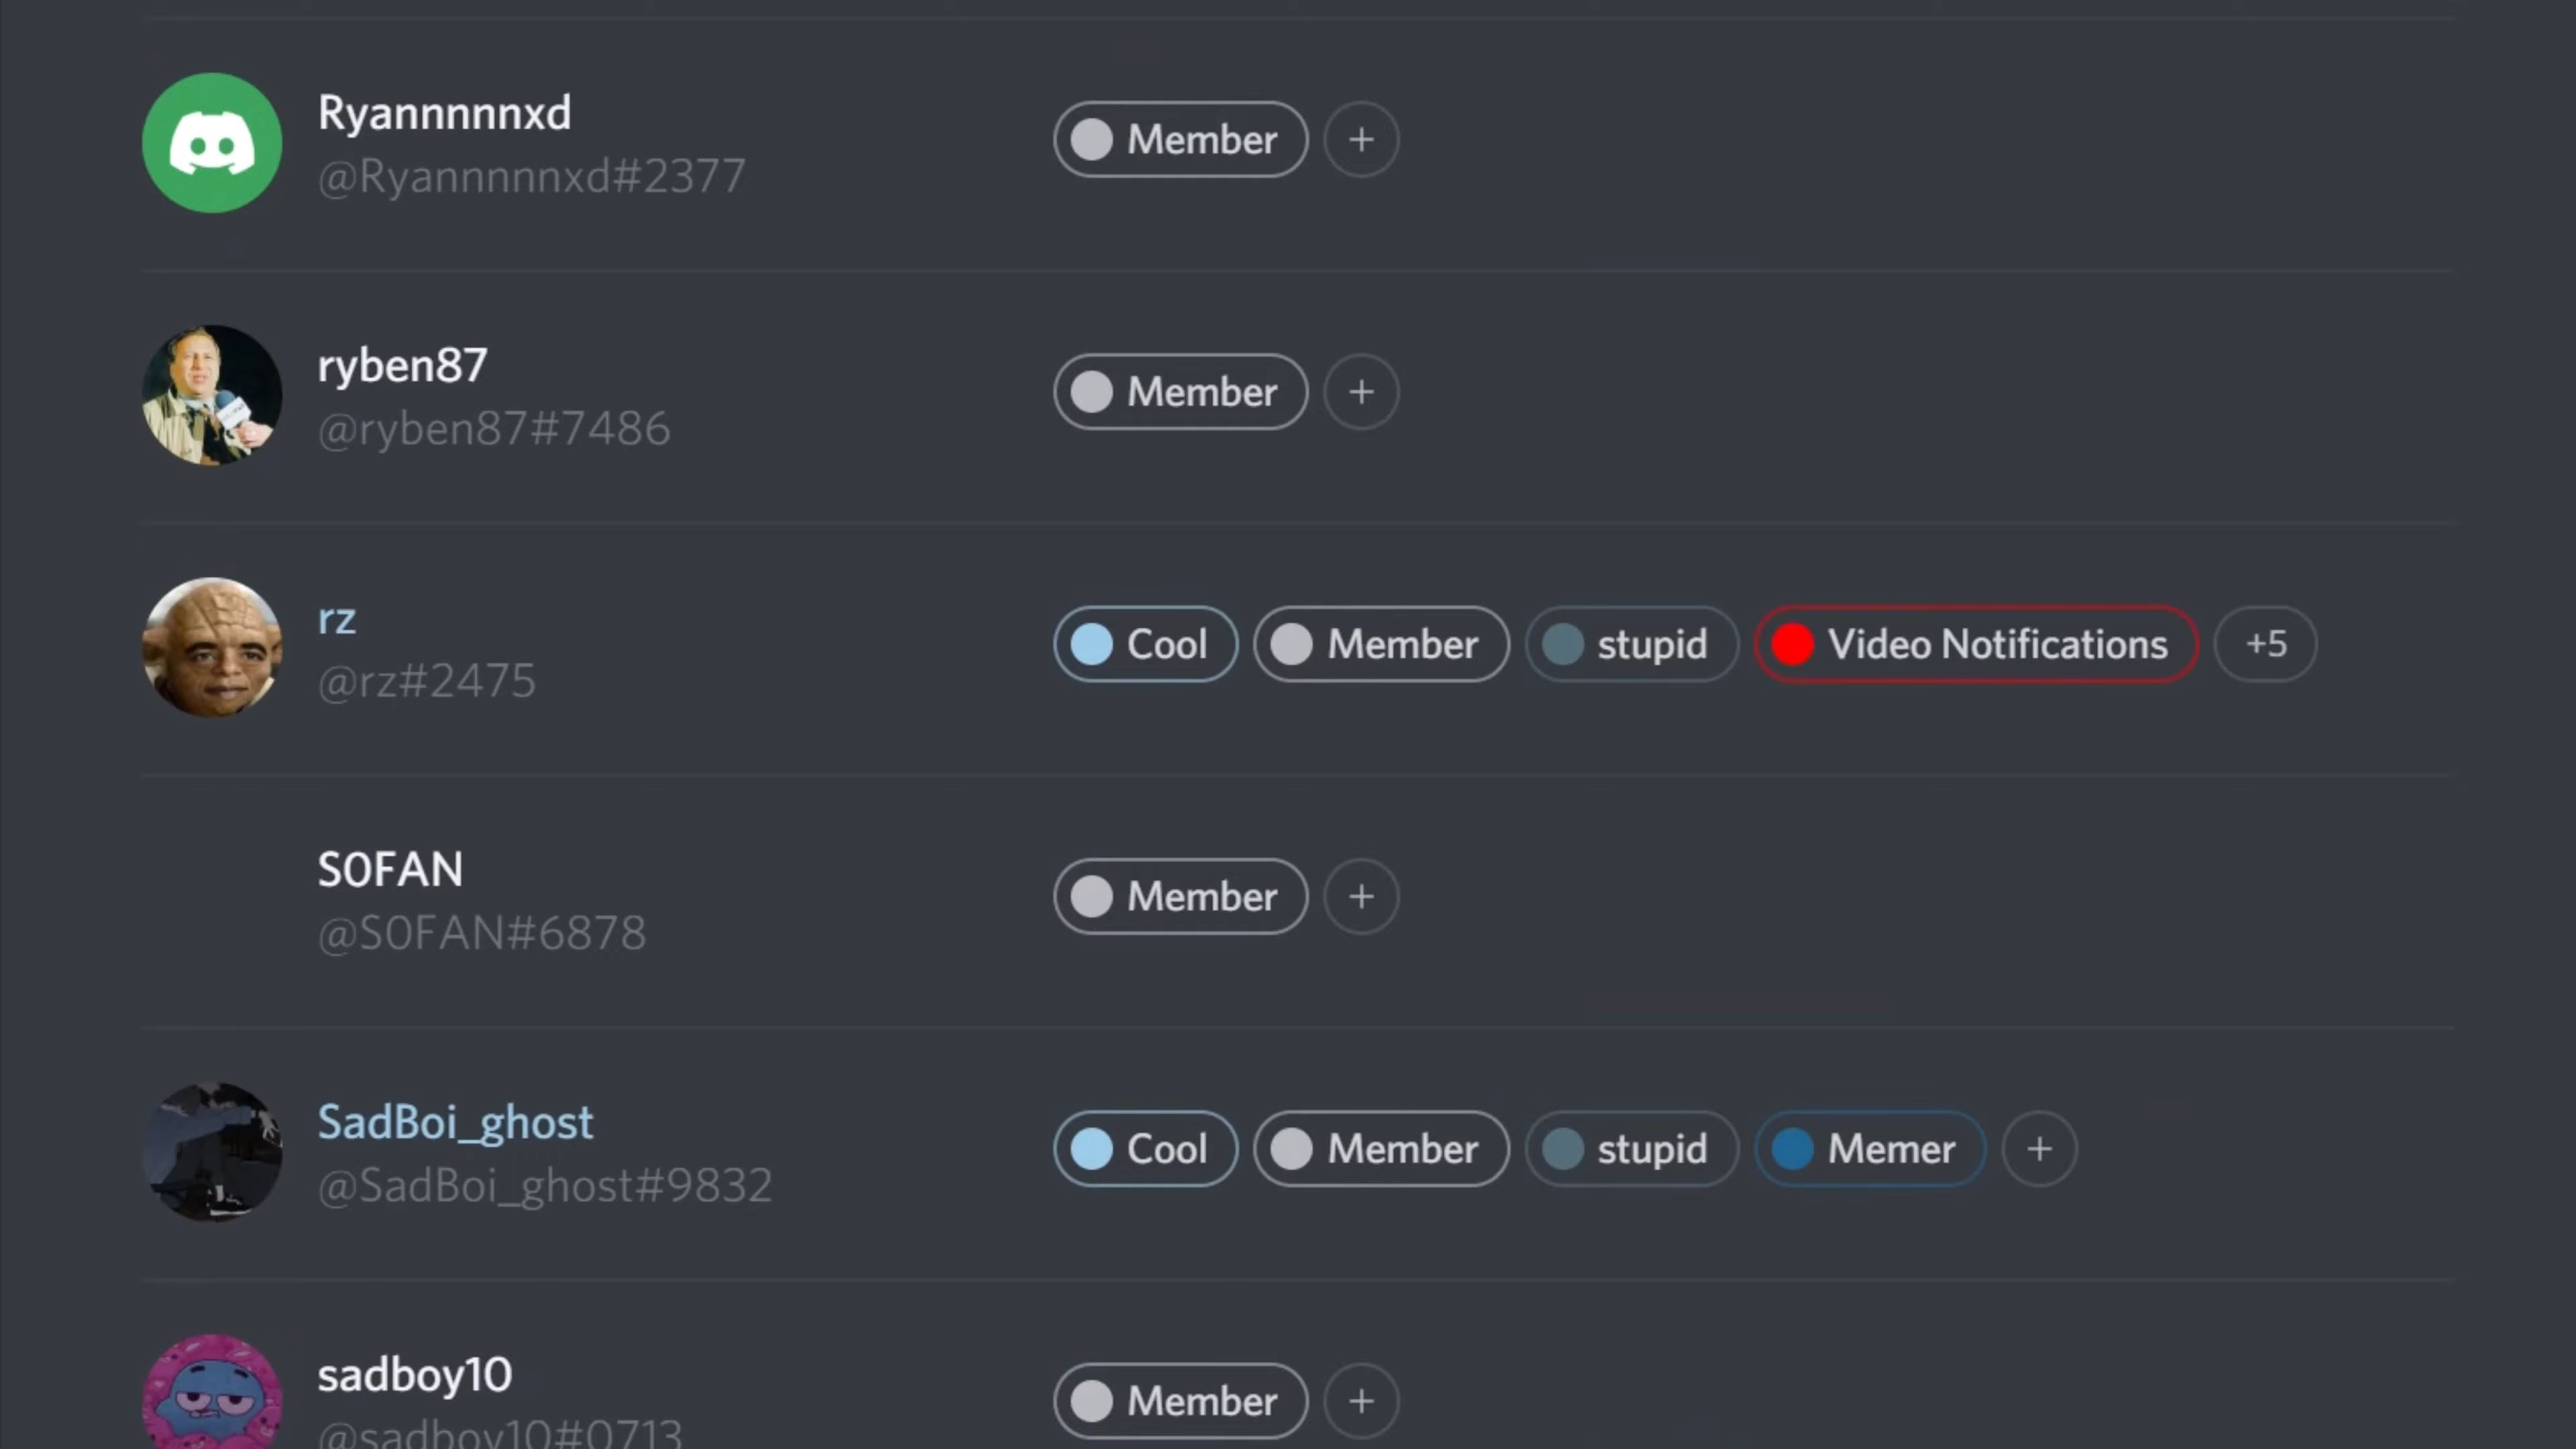 Ryannnnnxd
@Ryannnnnxd#2377
Member +
ryben87
@ryben87#7486
Member +
rz
@rz#2475
Cool Member stupid Video Notifications +5
S0FAN
@S0FAN#6878
Member +
SadBoi_ghost
@SadBoi_ghost#9832
Cool Member stupid Memer +
sadboy10
@sadboy10#0713
Member +